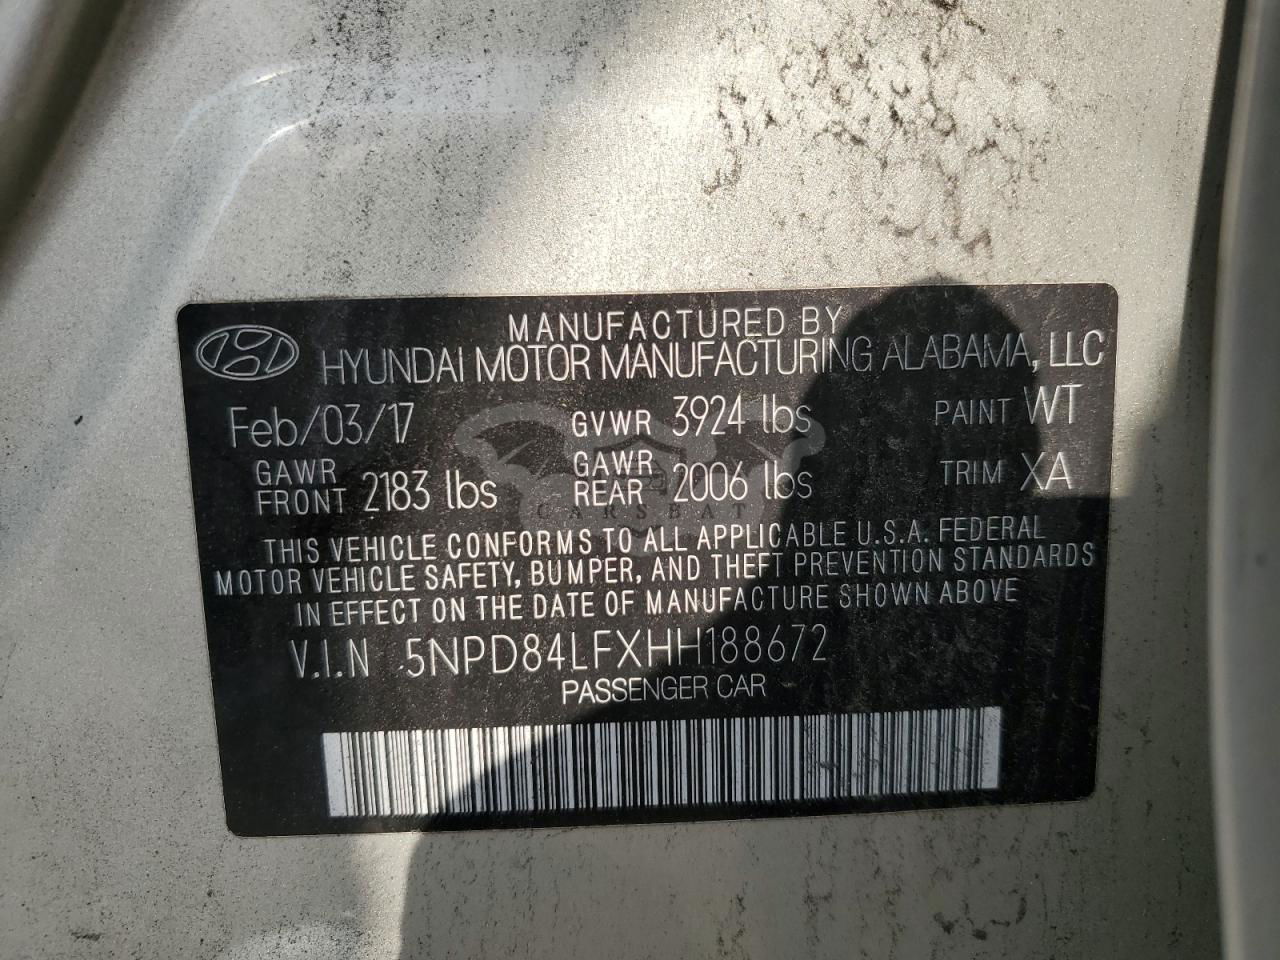 MANUFACTURED BY
HYUNDAI MOTOR MANUFACTURING ALABAMA, LLC
Feb/03/17 GVWR 3924 lbs PAINT WT
GAWR FRONT 2183 lbs GAWR REAR 2006 lbs TRIM XA
CARSBAT
THIS VEHICLE CONFORMS TO ALL APPLICABLE U.S.A. FEDERAL
MOTOR VEHICLE SAFETY, BUMPER, AND THEFT PREVENTION STANDARDS
IN EFFECT ON THE DATE OF MANUFACTURE SHOWN ABOVE
V.I.N 5NPD84LFXHH188672
PASSENGER CAR